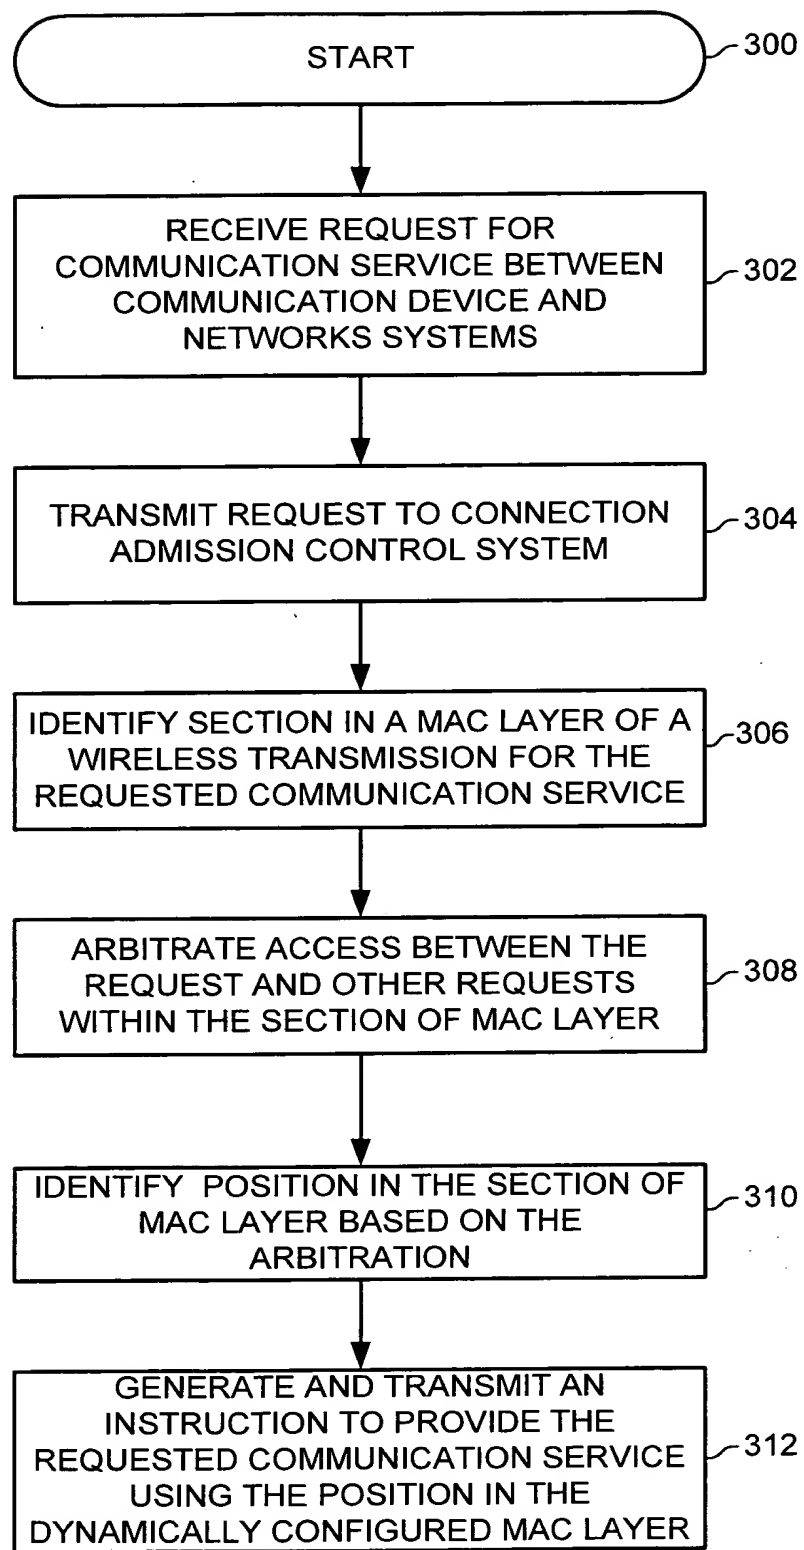 START
300
RECEIVE REQUEST FOR
COMMUNICATION SERVICE BETWEEN
COMMUNICATION DEVICE AND
NETWORKS SYSTEMS
302
TRANSMIT REQUEST TO CONNECTION
ADMISSION CONTROL SYSTEM
304
IDENTIFY SECTION IN A MAC LAYER OF A
WIRELESS TRANSMISSION FOR THE
REQUESTED COMMUNICATION SERVICE
306
ARBITRATE ACCESS BETWEEN THE
REQUEST AND OTHER REQUESTS
WITHIN THE SECTION OF MAC LAYER
308
IDENTIFY POSITION IN THE SECTION OF
MAC LAYER BASED ON THE
ARBITRATION
310
GENERATE AND TRANSMIT AN
INSTRUCTION TO PROVIDE THE
REQUESTED COMMUNICATION SERVICE
USING THE POSITION IN THE
DYNAMICALLY CONFIGURED MAC LAYER
312